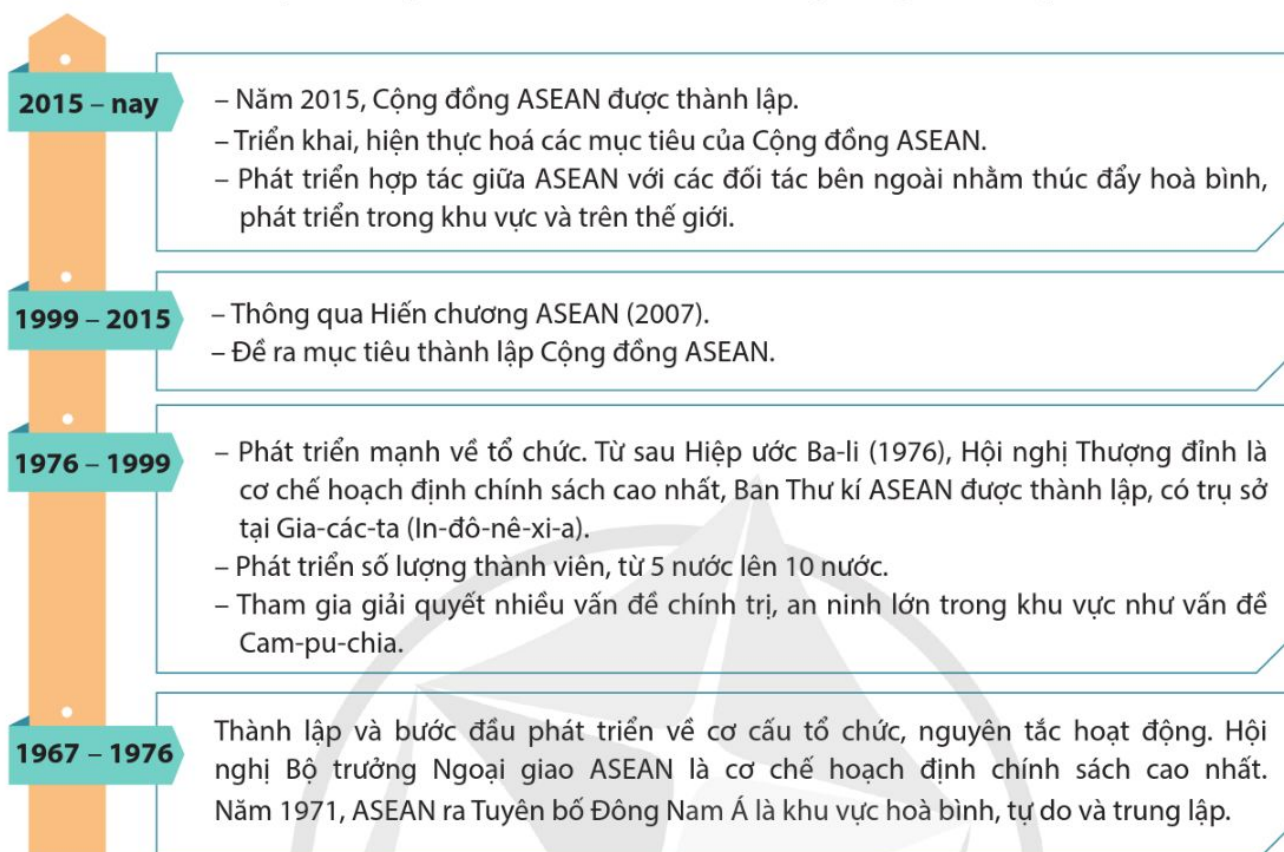 2015 – nay
– Năm 2015, Cộng đồng ASEAN được thành lập.
– Triển khai, hiện thực hoá các mục tiêu của Cộng đồng ASEAN.
– Phát triển hợp tác giữa ASEAN với các đối tác bên ngoài nhằm thúc đẩy hoà bình,
phát triển trong khu vực và trên thế giới.
1999 – 2015
– Thông qua Hiến chương ASEAN (2007).
– Đề ra mục tiêu thành lập Cộng đồng ASEAN.
1976 – 1999
– Phát triển mạnh về tổ chức. Từ sau Hiệp ước Ba-li (1976), Hội nghị Thượng đỉnh là
cơ chế hoạch định chính sách cao nhất, Ban Thư kí ASEAN được thành lập, có trụ sở
tại Gia-các-ta (In-đô-nê-xi-a).
– Phát triển số lượng thành viên, từ 5 nước lên 10 nước.
– Tham gia giải quyết nhiều vấn đề chính trị, an ninh lớn trong khu vực như vấn đề
Cam-pu-chia.
1967 – 1976
Thành lập và bước đầu phát triển về cơ cấu tổ chức, nguyên tắc hoạt động. Hội
nghị Bộ trưởng Ngoại giao ASEAN là cơ chế hoạch định chính sách cao nhất.
Năm 1971, ASEAN ra Tuyên bố Đông Nam Á là khu vực hoà bình, tự do và trung lập.